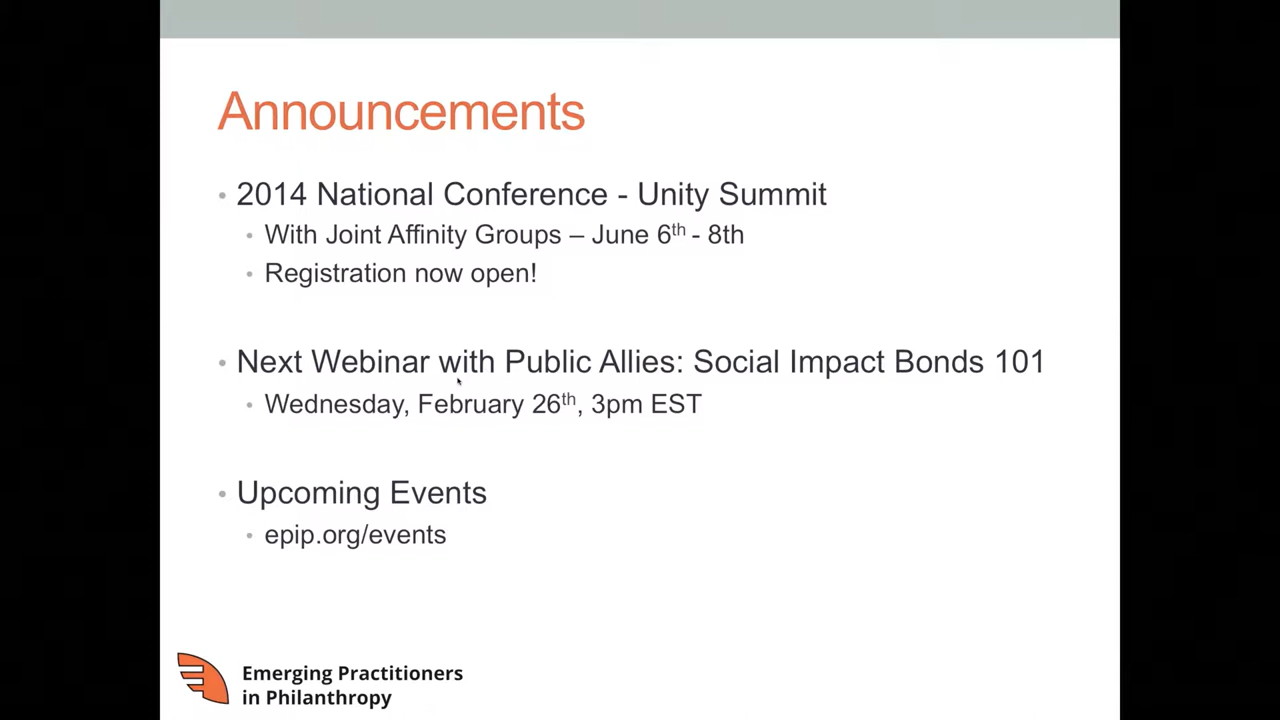 Announcements
• 2014 National Conference - Unity Summit
• With Joint Affinity Groups – June 6th - 8th
• Registration now open!
• Next Webinar with Public Allies: Social Impact Bonds 101
• Wednesday, February 26th, 3pm EST
• Upcoming Events
• epip.org/events
Emerging Practitioners
in Philanthropy